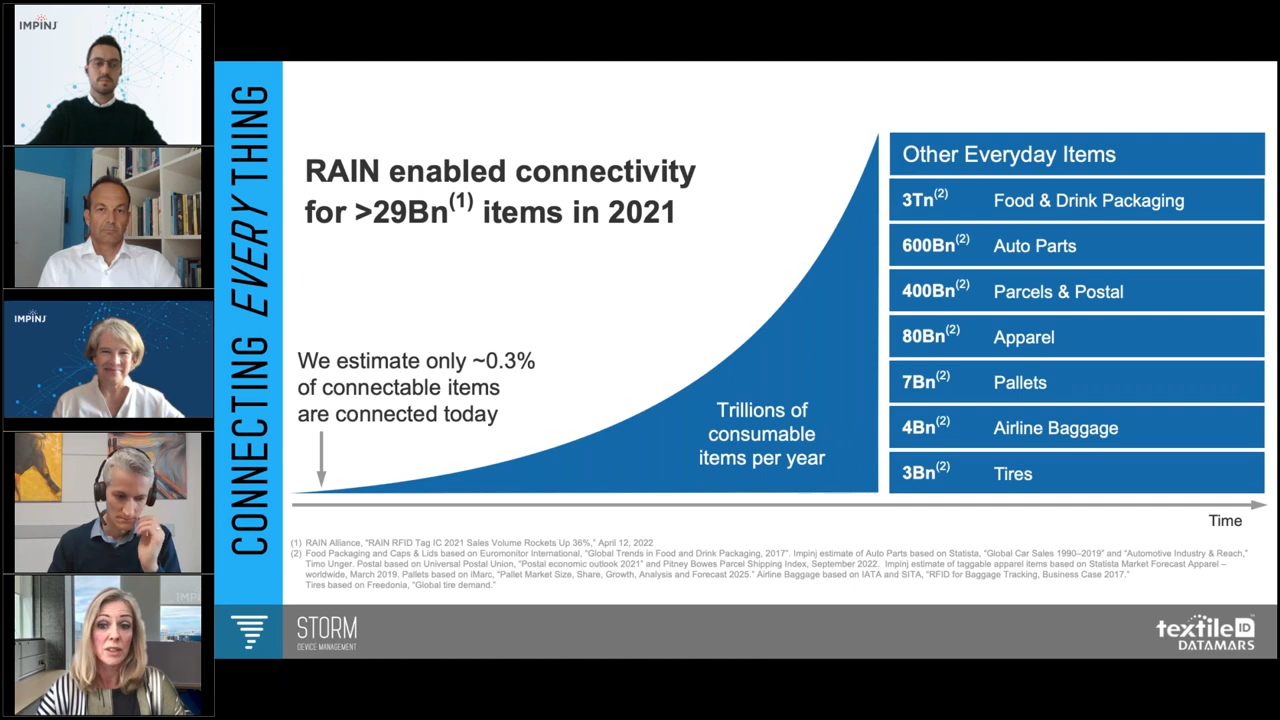 IMPINJ
IMPINJ
IMPINJ
CONNECTING EVERYTHING
RAIN enabled connectivity
for >29Bn(1) items in 2021
We estimate only ~0.3%
of connectable items
are connected today
Trillions of
consumable
items per year
Other Everyday Items
3Tn(2) Food & Drink Packaging
600Bn(2) Auto Parts
400Bn(2) Parcels & Postal
80Bn(2) Apparel
7Bn(2) Pallets
4Bn(2) Airline Baggage
3Bn(2) Tires
Time
(1) RAIN Alliance, “RAIN RFID Tag IC 2021 Sales Volume Rockets Up 36%,” April 12, 2022
(2) Food Packaging and Caps & Lids based on Euromonitor International, “Global Trends in Food and Drink Packaging, 2017”. Impinj estimate of Auto Parts based on Statista, “Global Car Sales 1990–2019” and “Automotive Industry & Reach,”
Timo Unger. Postal based on Universal Postal Union, “Postal economic outlook 2021” and Pitney Bowes Parcel Shipping Index, September 2022. Impinj estimate of taggable apparel items based on Statista Market Forecast Apparel –
worldwide, March 2019. Pallets based on iMarc, “Pallet Market Size, Share, Growth, Analysis and Forecast 2025.” Airline Baggage based on IATA and SITA, “RFID for Baggage Tracking, Business Case 2017.”
Tires based on Freedonia, “Global tire demand.”
STORM
DEVICE MANAGEMENT
textile ID
DATAMARS